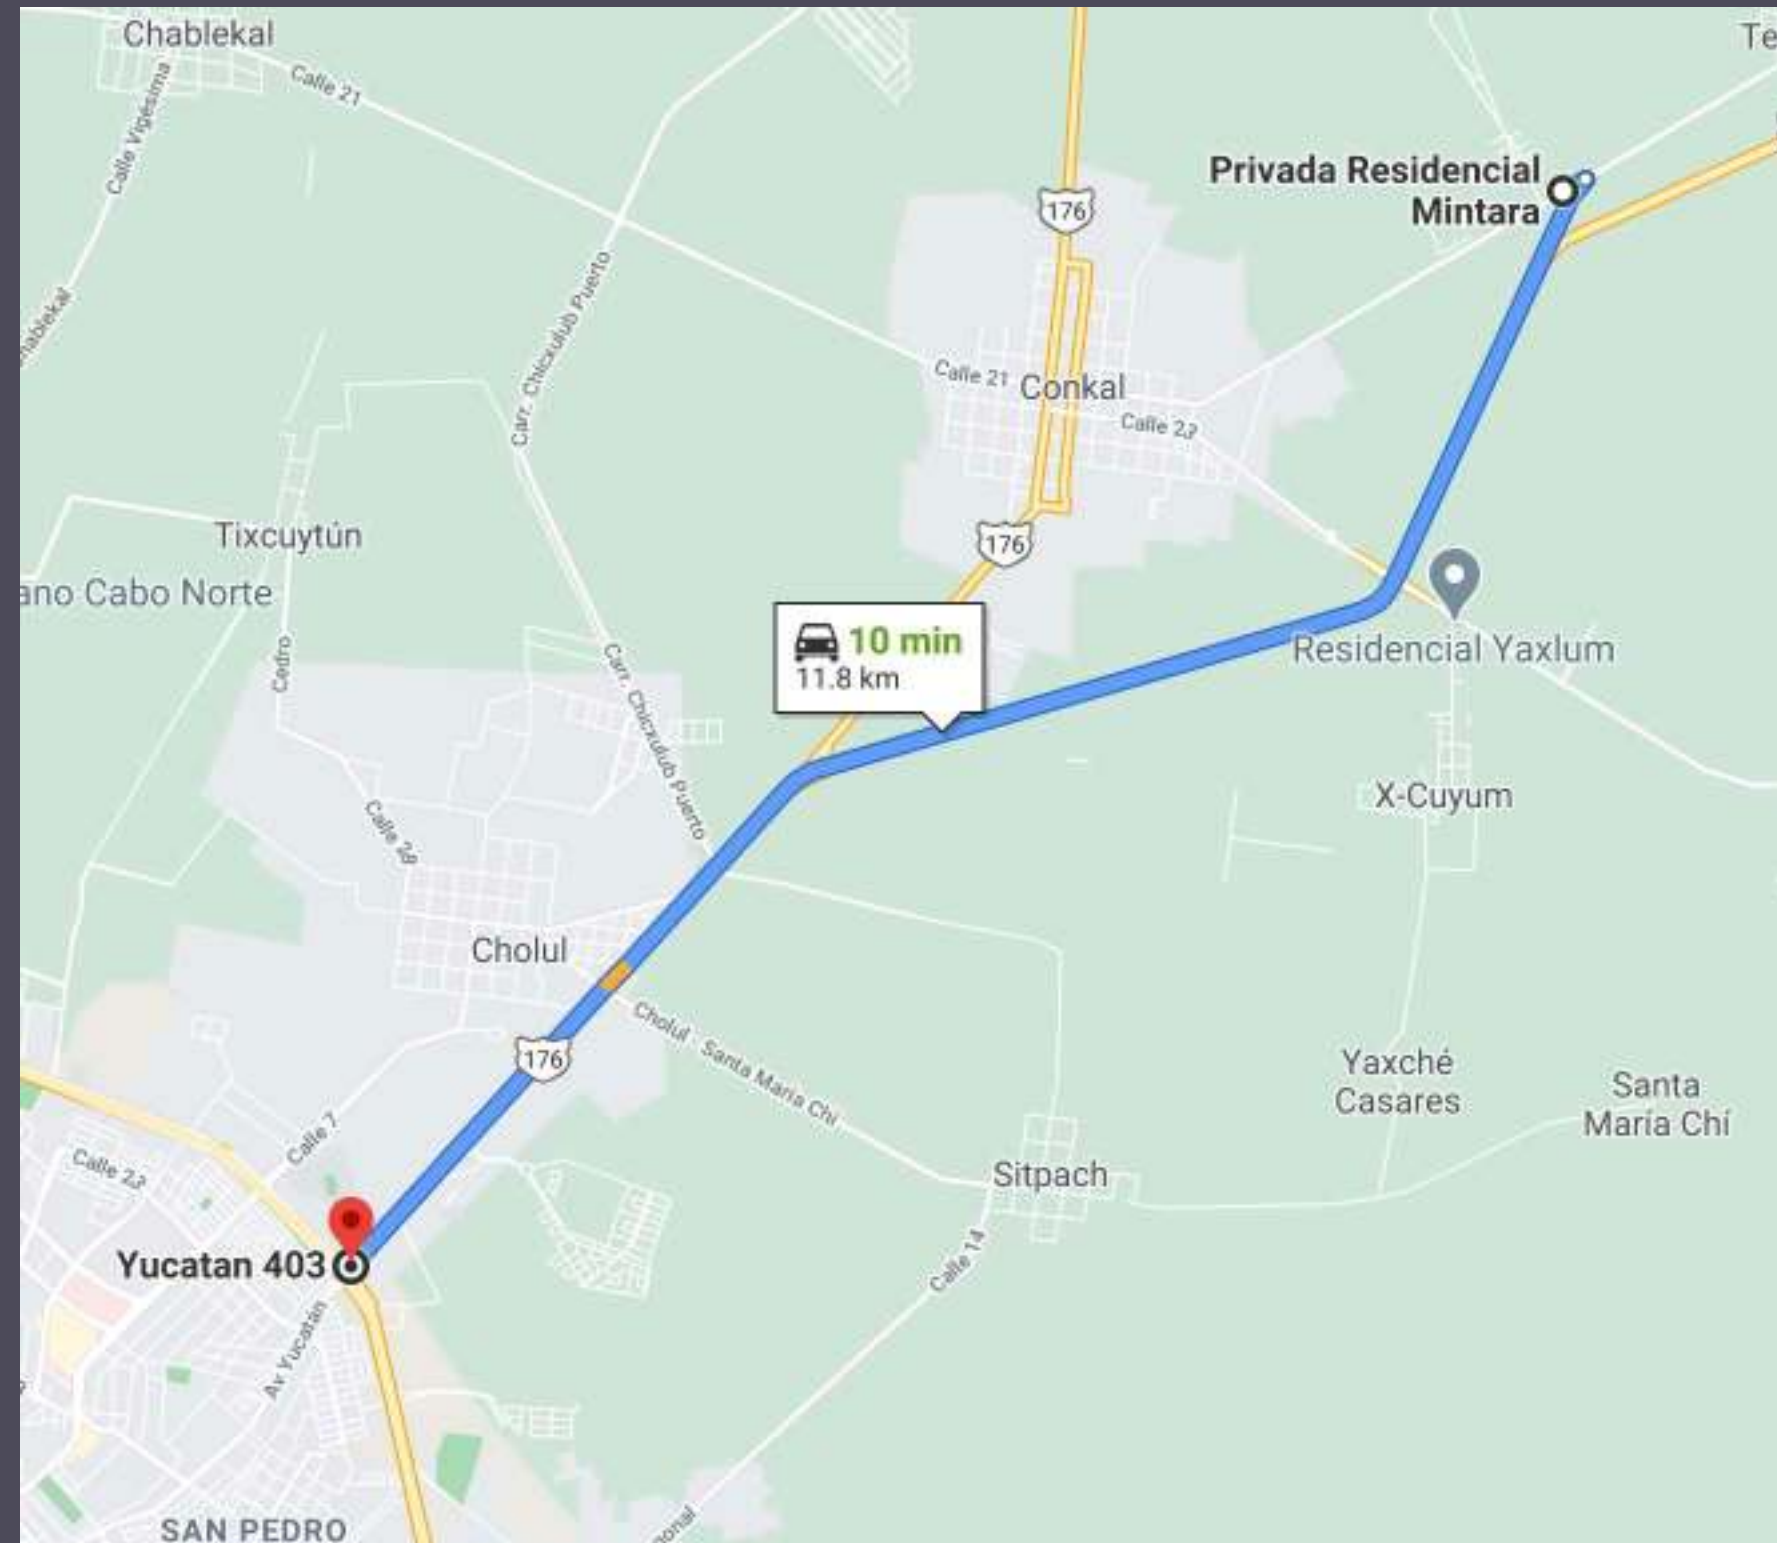 Chablekal
Te
Calle 21
Calle Vigésima
Privada Residencial
Mintara
176
Carr. Chicxulub Puerto
Calle 21
Conkal
Calle 23
Tixcuytún
176
ano Cabo Norte
10 min
11.8 km
Residencial Yaxlum
Cedro
Carr. Chicxulub Puerto
X-Cuyum
Calle 28
Cholul
Cholul - Santa María Chi
176
Yaxché
Casares
Santa
María Chí
Calle 7
Calle 23
Sitpach
Yucatan 403
Calle 14
Av Yucatán
SAN PEDRO